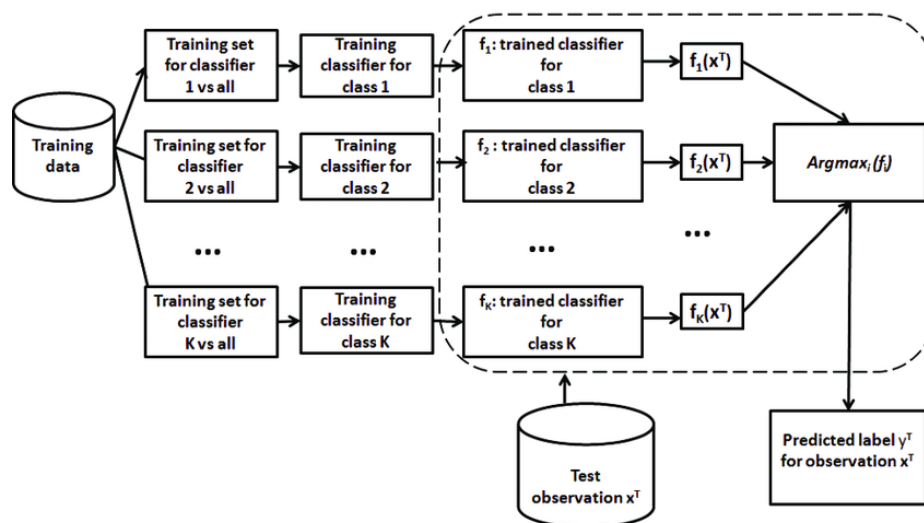 Training
data
Training set
for classifier
1 vs all
Training
classifier for
class 1
f₁: trained classifier
for
class 1
f₁(xᵀ)
Training set for
classifier
2 vs all
Training
classifier for
class 2
f₂ : trained classifier
for
class 2
f₂(xᵀ)
Argmaxᵢ (fᵢ)
...
...
...
...
Training set for
classifier
K vs all
Training
classifier for
class K
f_K: trained classifier
for
class K
f_K(xᵀ)
Test
observation xᵀ
Predicted label yᵀ
for observation xᵀ